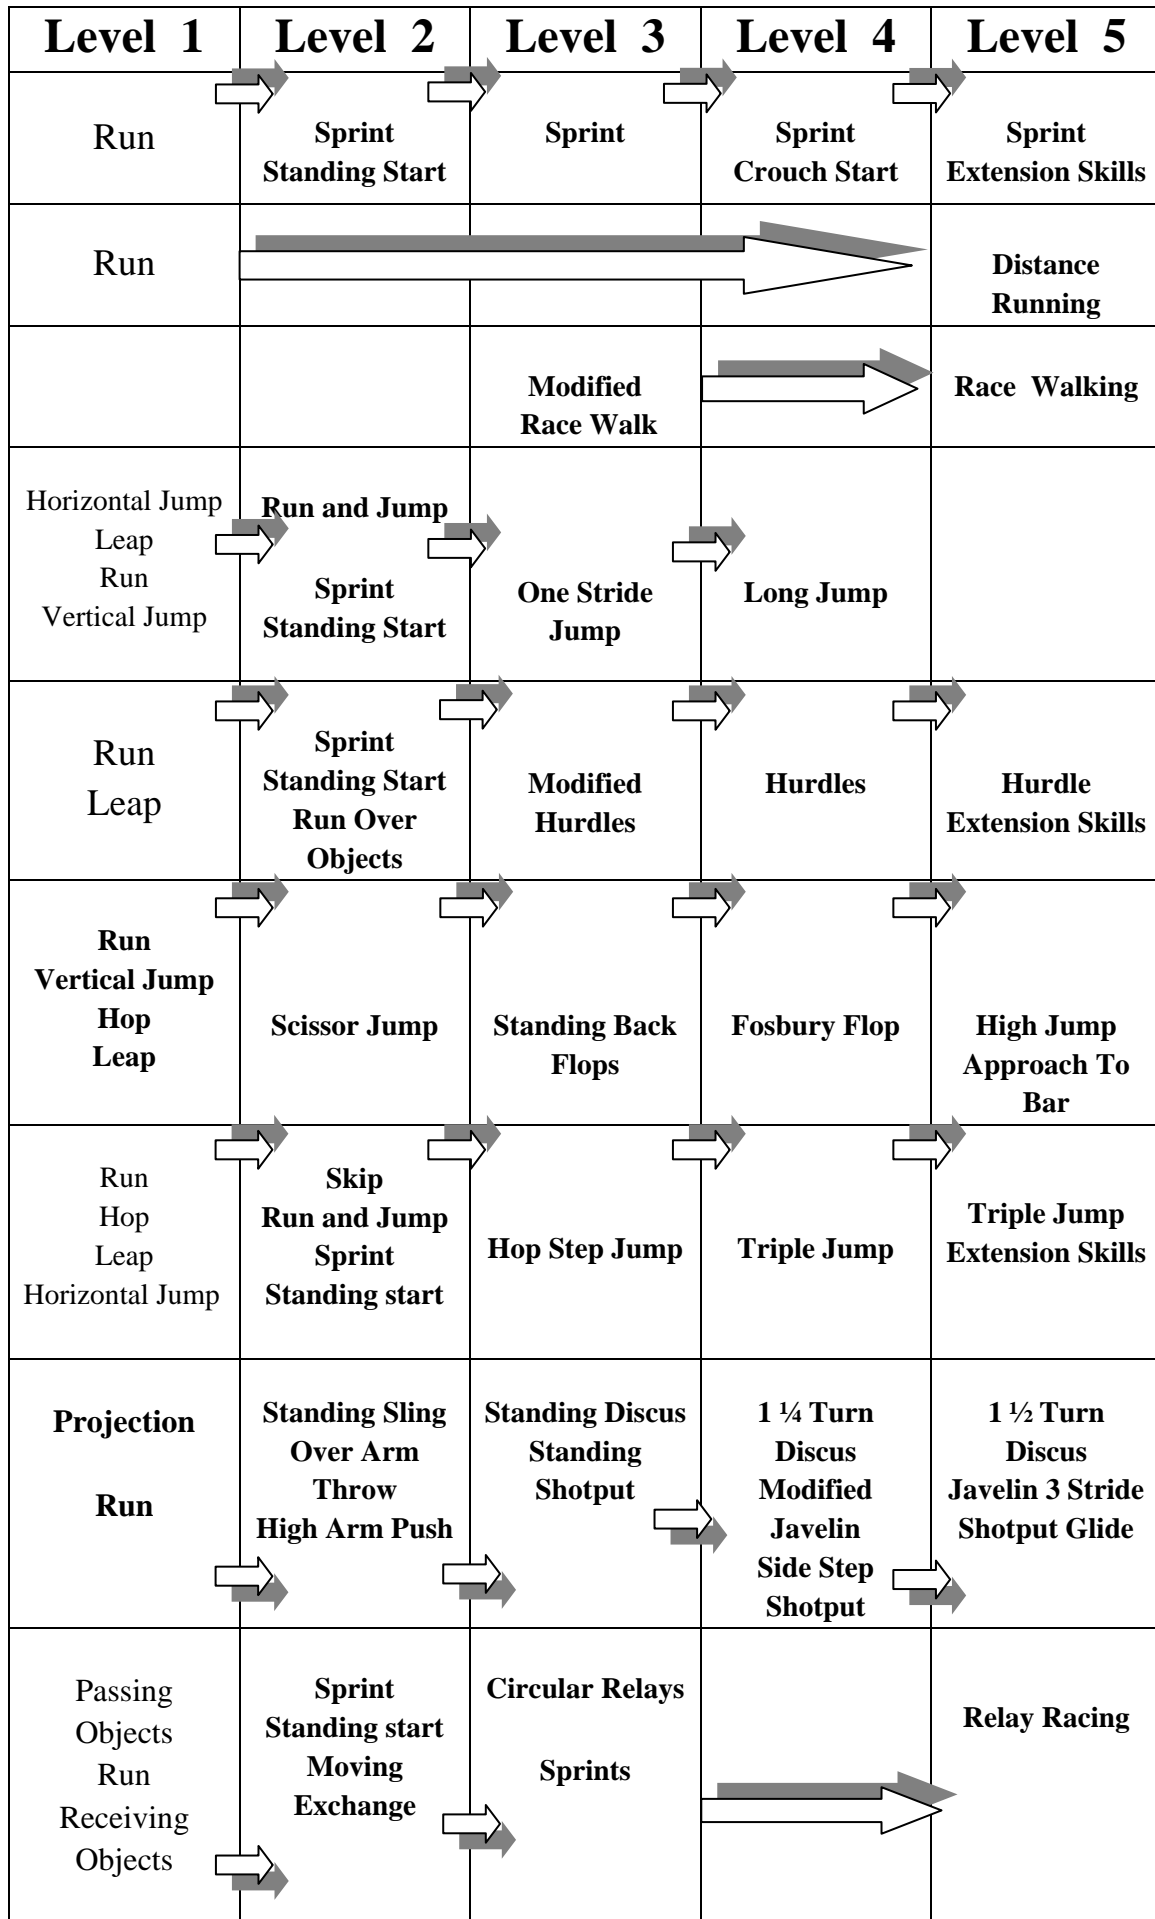 Level 1
Level 2
Level 3
Level 4
Level 5
Run
Sprint
Standing Start
Sprint
Sprint
Crouch Start
Sprint
Extension Skills
Run
Distance
Running
Modified
Race Walk
Race Walking
Horizontal Jump
Leap
Run
Vertical Jump
Run and Jump
Sprint
Standing Start
One Stride
Jump
Long Jump
Run
Leap
Sprint
Standing Start
Run Over
Objects
Modified
Hurdles
Hurdles
Hurdle
Extension Skills
Run
Vertical Jump
Hop
Leap
Scissor Jump
Standing Back
Flops
Fosbury Flop
High Jump
Approach To
Bar
Run
Hop
Leap
Horizontal Jump
Skip
Run and Jump
Sprint
Standing start
Hop Step Jump
Triple Jump
Triple Jump
Extension Skills
Projection
Run
Standing Sling
Over Arm
Throw
High Arm Push
Standing Discus
Standing
Shotput
1 ¼ Turn
Discus
Modified
Javelin
Side Step
Shotput
1 ½ Turn
Discus
Javelin 3 Stride
Shotput Glide
Passing
Objects
Run
Receiving
Objects
Sprint
Standing start
Moving
Exchange
Circular Relays
Sprints
Relay Racing